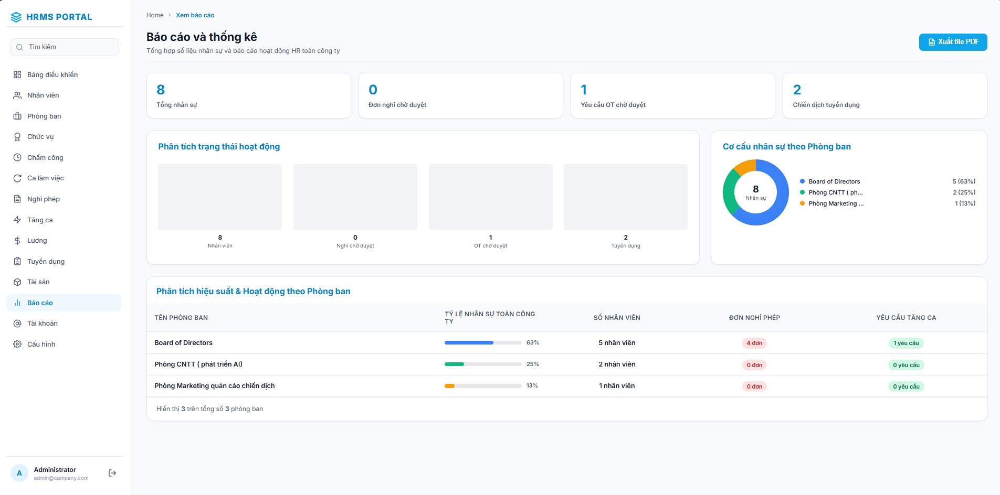 HRMS PORTAL
Tìm kiếm
Bảng điều khiển
Nhân viên
Phòng ban
Chức vụ
Chấm công
Ca làm việc
Nghỉ phép
Tăng ca
Lương
Tuyển dụng
Tài sản
Báo cáo
Tài khoản
Cấu hình
A
Administrator
admin@company.com
Home › Xem báo cáo
Báo cáo và thống kê
Tổng hợp số liệu nhân sự và báo cáo hoạt động HR toàn công ty
Xuất file PDF
8
Tổng nhân sự
0
Đơn nghỉ chờ duyệt
1
Yêu cầu OT chờ duyệt
2
Chiến dịch tuyển dụng
Phân tích trạng thái hoạt động
8
Nhân viên
0
Nghỉ chờ duyệt
1
OT chờ duyệt
2
Tuyển dụng
Cơ cấu nhân sự theo Phòng ban
8
Nhân sự
Board of Directors 5 (63%)
Phòng CNTT ( ph... 2 (25%)
Phòng Marketing ... 1 (13%)
Phân tích hiệu suất & Hoạt động theo Phòng ban
TÊN PHÒNG BAN
TỶ LỆ NHÂN SỰ TOÀN CÔNG
TY
SỐ NHÂN VIÊN
ĐƠN NGHỈ PHÉP
YÊU CẦU TĂNG CA
Board of Directors 63% 5 nhân viên 4 đơn 1 yêu cầu
Phòng CNTT ( phát triển AI) 25% 2 nhân viên 0 đơn 0 yêu cầu
Phòng Marketing quản cáo chiến dịch 13% 1 nhân viên 0 đơn 0 yêu cầu
Hiển thị 3 trên tổng số 3 phòng ban